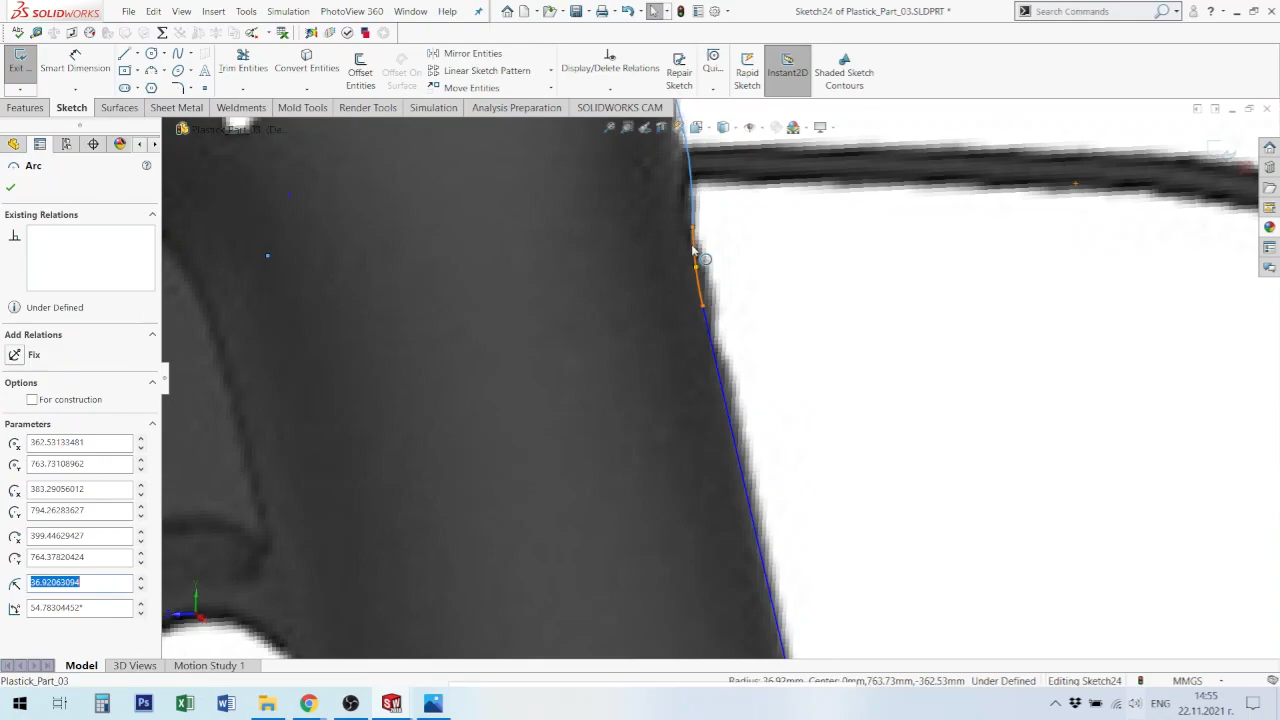 SOLIDWORKS File Edit View Insert Tools Simulation PhotoView 360 Window Help Sketch24 of Plastick_Part_03.SLDPRT * Search Commands
Exit ... Smart Dimension Trim Entities Convert Entities Offset Entities Offset On Surface Mirror Entities Linear Sketch Pattern Move Entities Display/Delete Relations Repair Sketch Qui... Rapid Sketch Instant2D Shaded Sketch Contours
Features Sketch Surfaces Sheet Metal Weldments Mold Tools Render Tools Simulation Analysis Preparation SOLIDWORKS CAM
Plastick_Part_03 (De...
Arc
Existing Relations
Under Defined
Add Relations
Fix
Options
For construction
Parameters
362.53133481
763.73108962
383.29056012
794.26283627
399.44629427
764.37820424
36.92063094
54.78304452°
Model 3D Views Motion Study 1
Plastick_Part_03 Radius: 36.92mm Center: 0mm,763.73mm,-362.53mm Under Defined Editing Sketch24 MMGS
ENG 14:55
22.11.2021 г.